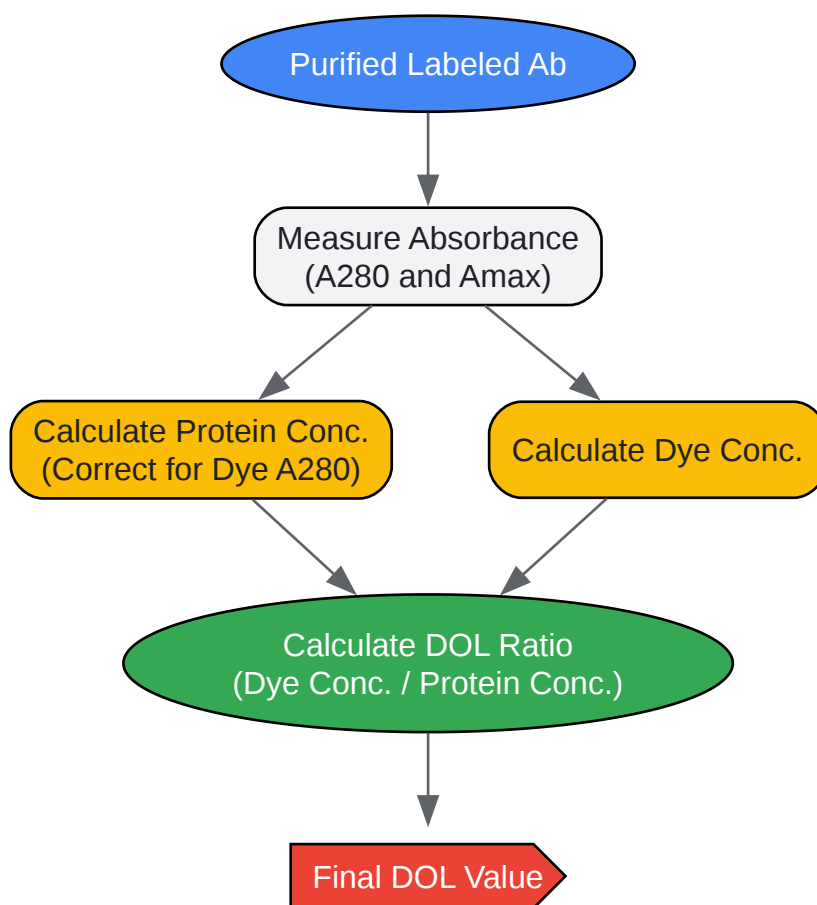 Purified Labeled Ab
Measure Absorbance
(A280 and Amax)
Calculate Protein Conc.
(Correct for Dye A280)
Calculate Dye Conc.
Calculate DOL Ratio
(Dye Conc. / Protein Conc.)
Final DOL Value